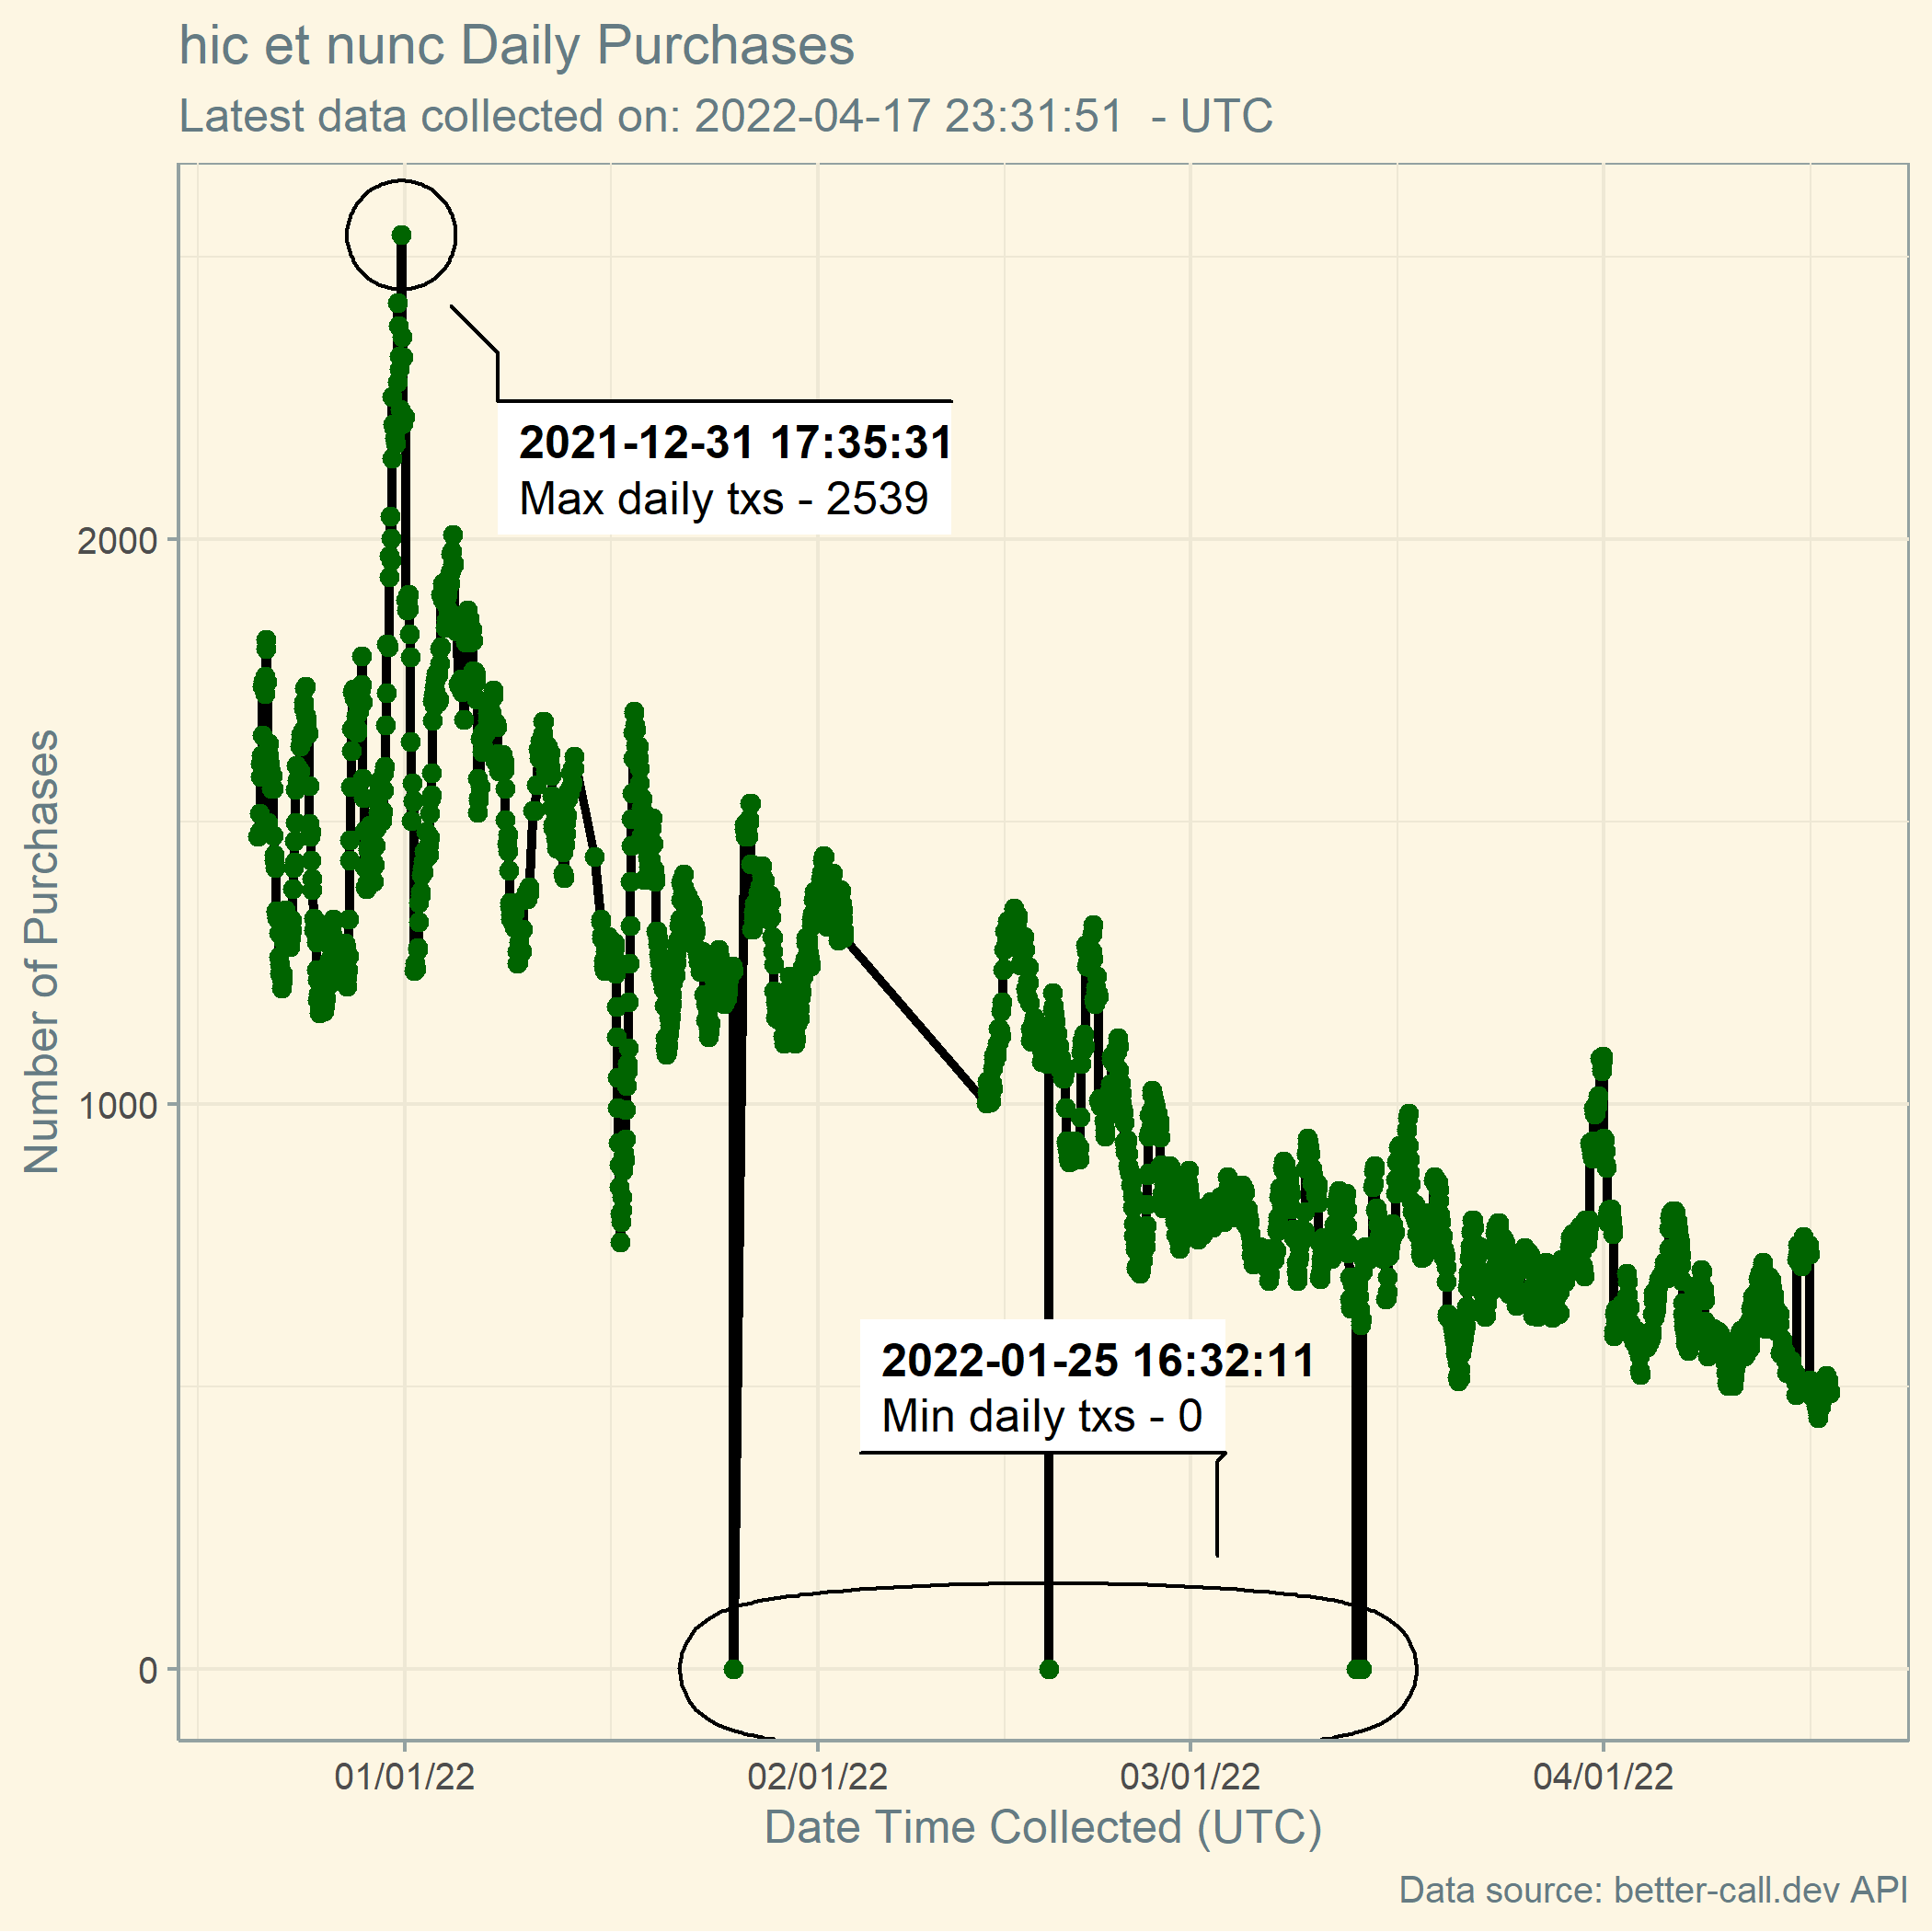 hic et nunc Daily Purchases
Latest data collected on: 2022-04-17 23:31:51 - UTC
Number of Purchases
2000
1000
0
2021-12-31 17:35:31
Max daily txs - 2539
2022-01-25 16:32:11
Min daily txs - 0
01/01/22 02/01/22 03/01/22 04/01/22
Date Time Collected (UTC)
Data source: better-call.dev API